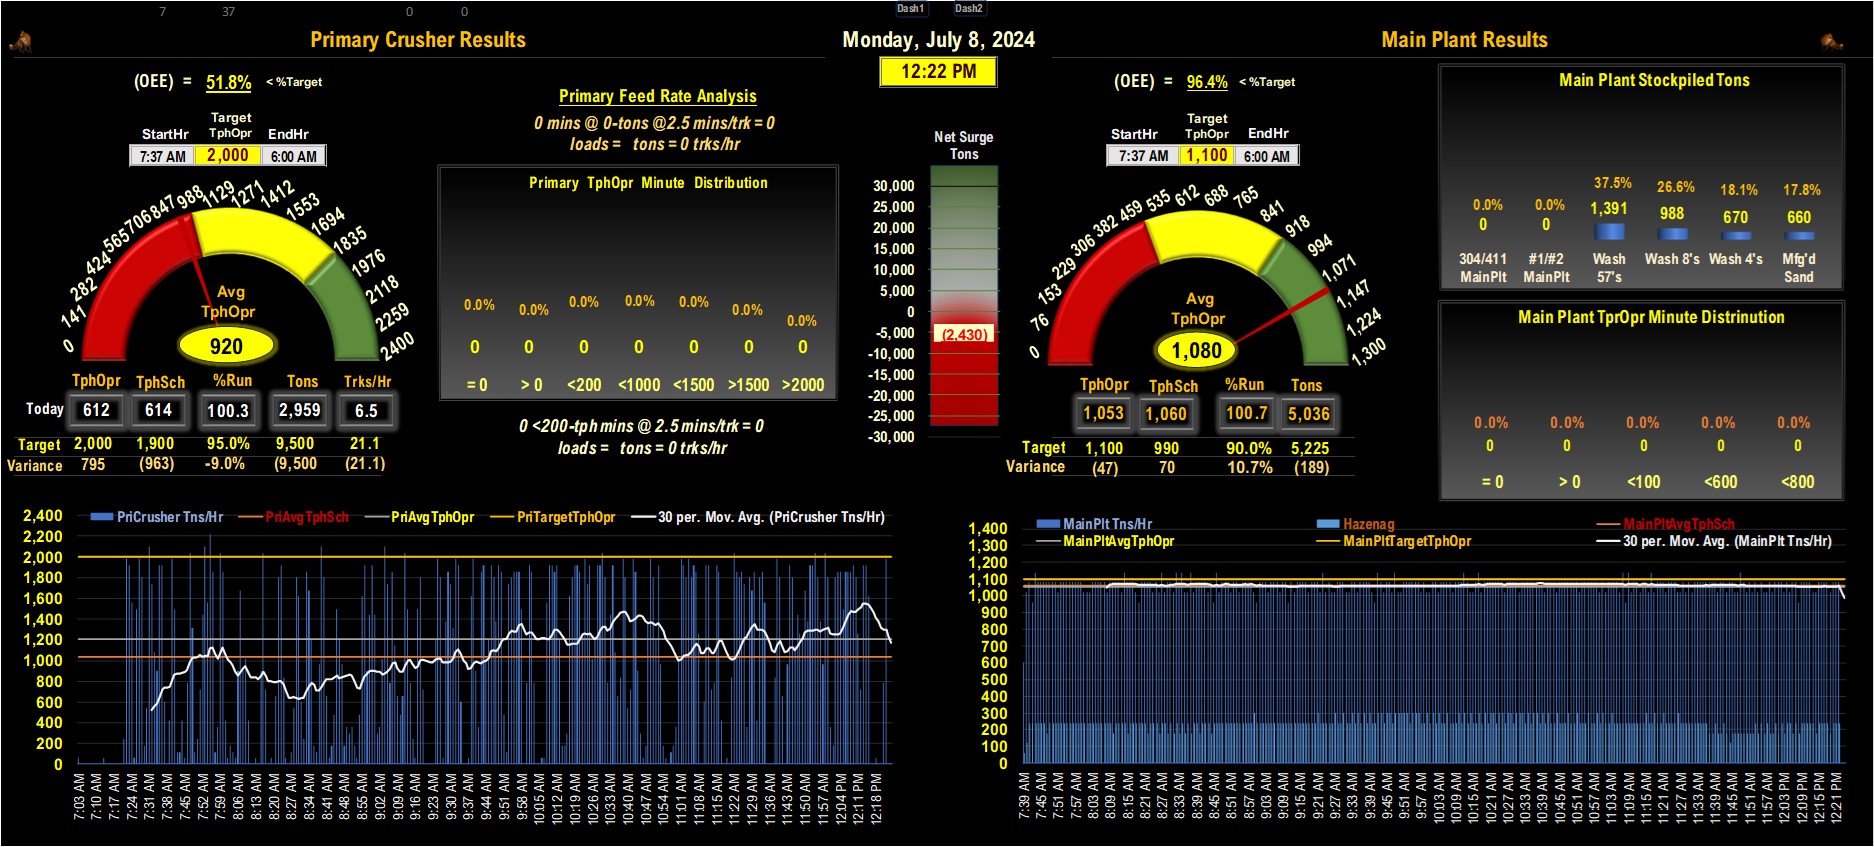 7 37 0 0 Dash1 Dash2
Primary Crusher Results
Monday, July 8, 2024
Main Plant Results
12:22 PM
(OEE) = 51.8% < %Target
Target
StartHr TphOpr EndHr
7:37 AM 2,000 6:00 AM
0 141 282 424 565 706 847 988 1129 1271 1412 1553 1694 1835 1976 2118 2259 2400
Avg
TphOpr
920
TphOpr TphSch %Run Tons Trks/Hr
Today 612 614 100.3 2,959 6.5
Target 2,000 1,900 95.0% 9,500 21.1
Variance 795 (963) -9.0% (9,500) (21.1)
Primary Feed Rate Analysis
0 mins @ 0-tons @2.5 mins/trk = 0
loads = tons = 0 trks/hr
Primary TphOpr Minute Distribution
0.0% 0.0% 0.0% 0.0% 0.0% 0.0% 0.0%
0 0 0 0 0 0 0
= 0 > 0 <200 <1000 <1500 >1500 >2000
0 <200-tph mins @ 2.5 mins/trk = 0
loads = tons = 0 trks/hr
Net Surge
Tons
30,000
25,000
20,000
15,000
10,000
5,000
0
-5,000
(2,430)
-10,000
-15,000
-20,000
-25,000
-30,000
(OEE) = 96.4% < %Target
Target
StartHr TphOpr EndHr
7:37 AM 1,100 6:00 AM
0 76 153 229 306 382 459 535 612 688 765 841 918 994 1,071 1,147 1,224 1,300
Avg
TphOpr
1,080
TphOpr TphSch %Run Tons
1,053 1,060 100.7 5,036
Target 1,100 990 90.0% 5,225
Variance (47) 70 10.7% (189)
Main Plant Stockpiled Tons
0.0% 0.0% 37.5% 26.6% 18.1% 17.8%
0 0 1,391 988 670 660
304/411 #1/#2 Wash Wash 8's Wash 4's Mfg'd
MainPlt MainPlt 57's Sand
Main Plant TprOpr Minute Distrinution
0.0% 0.0% 0.0% 0.0% 0.0%
0 0 0 0 0
= 0 > 0 <100 <600 <800
PriCrusher Tns/Hr PriAvgTphSch PriAvgTphOpr PriTargetTphOpr 30 per. Mov. Avg. (PriCrusher Tns/Hr)
2,400
2,200
2,000
1,800
1,600
1,400
1,200
1,000
800
600
400
200
0
7:03 AM 7:10 AM 7:17 AM 7:24 AM 7:31 AM 7:38 AM 7:45 AM 7:52 AM 7:59 AM 8:06 AM 8:13 AM 8:20 AM 8:27 AM 8:34 AM 8:41 AM 8:48 AM 8:55 AM 9:02 AM 9:09 AM 9:16 AM 9:23 AM 9:30 AM 9:37 AM 9:44 AM 9:51 AM 9:58 AM 10:05 AM 10:12 AM 10:19 AM 10:26 AM 10:33 AM 10:40 AM 10:47 AM 10:54 AM 11:01 AM 11:08 AM 11:15 AM 11:22 AM 11:29 AM 11:36 AM 11:43 AM 11:50 AM 11:57 AM 12:04 PM 12:11 PM 12:18 PM
MainPlt Tns/Hr Hazenag MainPltAvgTphSch
MainPltAvgTphOpr MainPltTargetTphOpr 30 per. Mov. Avg. (MainPlt Tns/Hr)
1,400
1,300
1,200
1,100
1,000
900
800
700
600
500
400
300
200
100
0
7:39 AM 7:45 AM 7:51 AM 7:57 AM 8:03 AM 8:09 AM 8:15 AM 8:21 AM 8:27 AM 8:33 AM 8:39 AM 8:45 AM 8:51 AM 8:57 AM 9:03 AM 9:09 AM 9:15 AM 9:21 AM 9:27 AM 9:33 AM 9:39 AM 9:45 AM 9:51 AM 9:57 AM 10:03 AM 10:09 AM 10:15 AM 10:21 AM 10:27 AM 10:33 AM 10:39 AM 10:45 AM 10:51 AM 10:57 AM 11:03 AM 11:09 AM 11:15 AM 11:21 AM 11:27 AM 11:33 AM 11:39 AM 11:45 AM 11:51 AM 11:57 AM 12:03 PM 12:09 PM 12:15 PM 12:21 PM